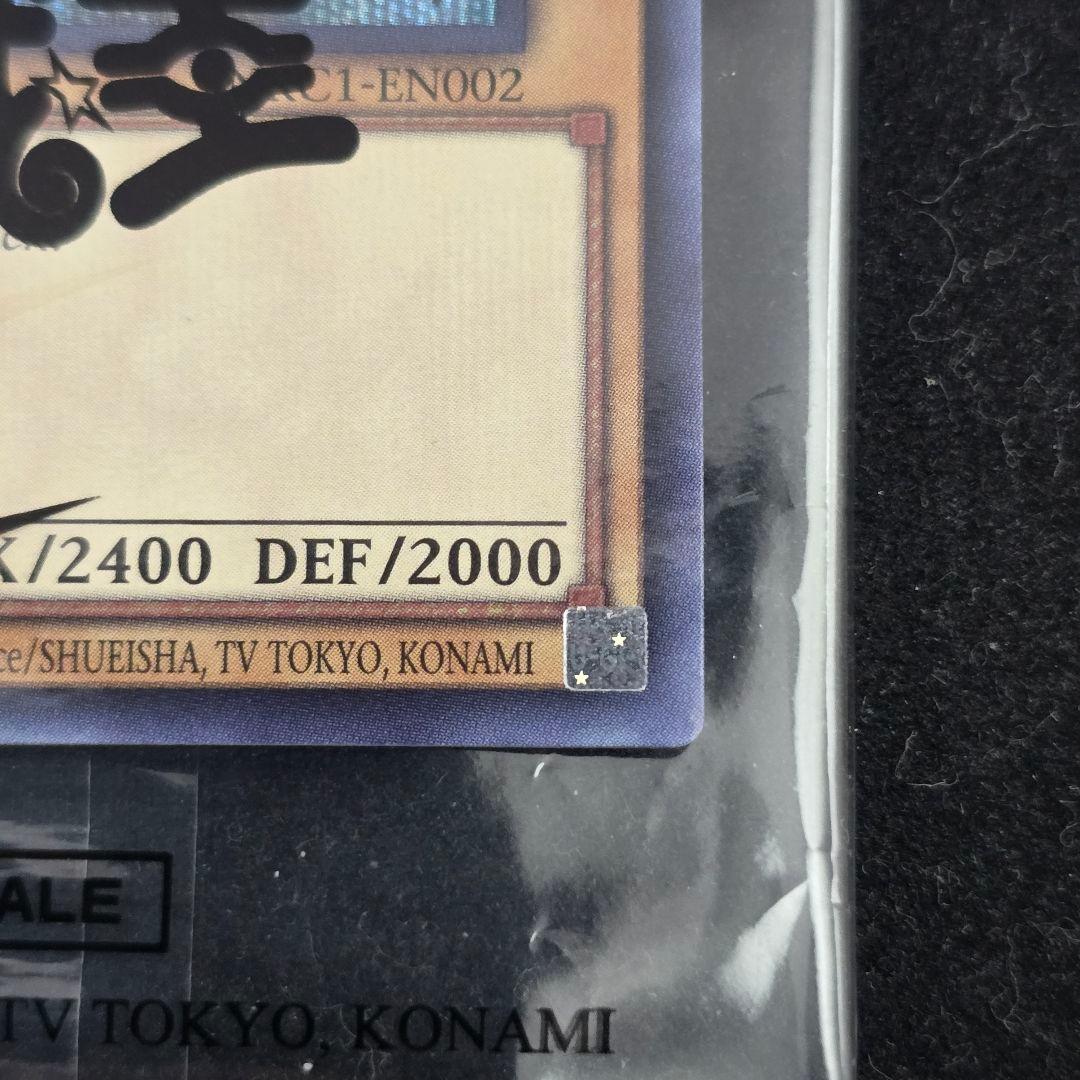 C1-EN002
/2400 DEF/2000
ce/SHUEISHA, TV TOKYO, KONAMI
ALE
TV TOKYO, KONAMI